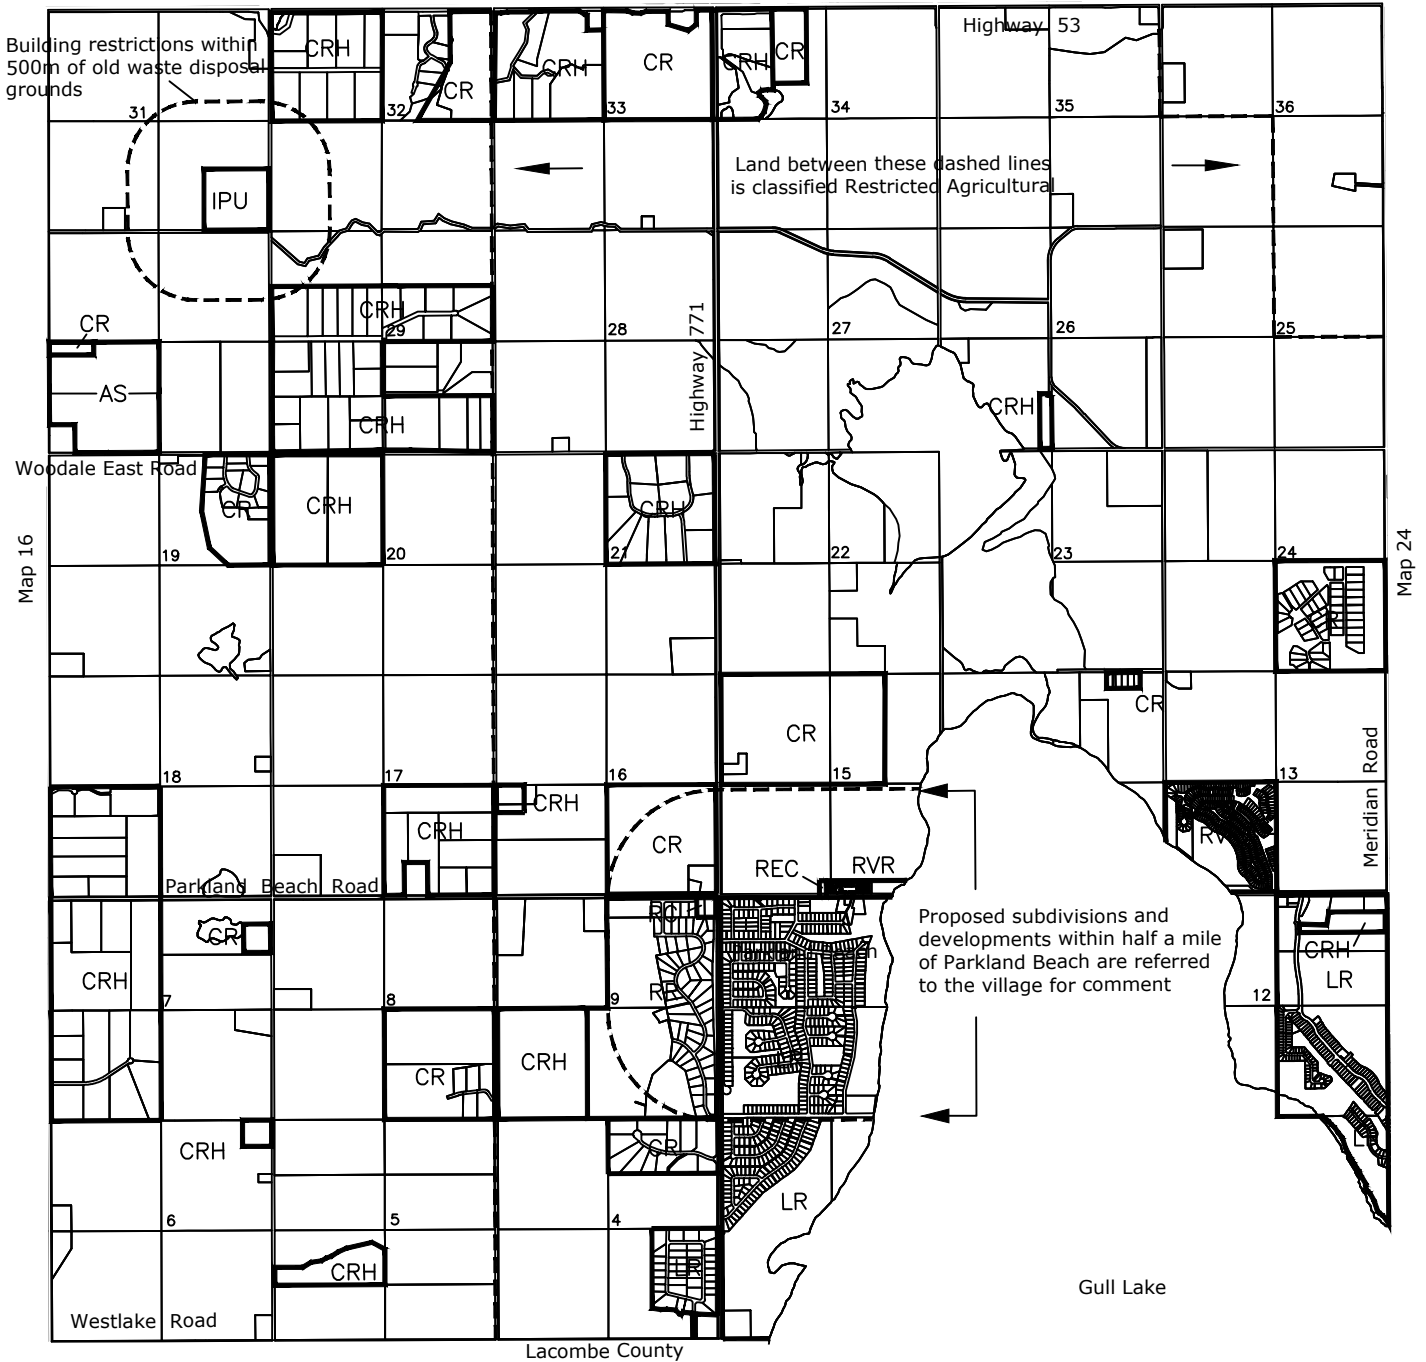 Highway 53
Building restrictions within
500m of old waste disposal
grounds
CRH
CR
CRH
CR
CRH
CR
31
32
33
34
35
36
Land between these dashed lines
is classified Restricted Agricultural
IPU
CR
CRH
29
28
Highway 771
27
26
25
AS
CRH
CRH
Woodale East Road
CR
CRH
CRH
19
20
21
22
23
24
Map 16
Map 24
CR
CR
18
17
16
15
13
Meridian Road
CRH
CRH
CR
REC
RVR
Parkland Beach Road
CR
CRH
7
8
9
Proposed subdivisions and
developments within half a mile
of Parkland Beach are referred
to the village for comment
CRH
LR
12
CR
CRH
CRH
CR
LR
6
5
4
CRH
LR
Gull Lake
Westlake Road
Lacombe County